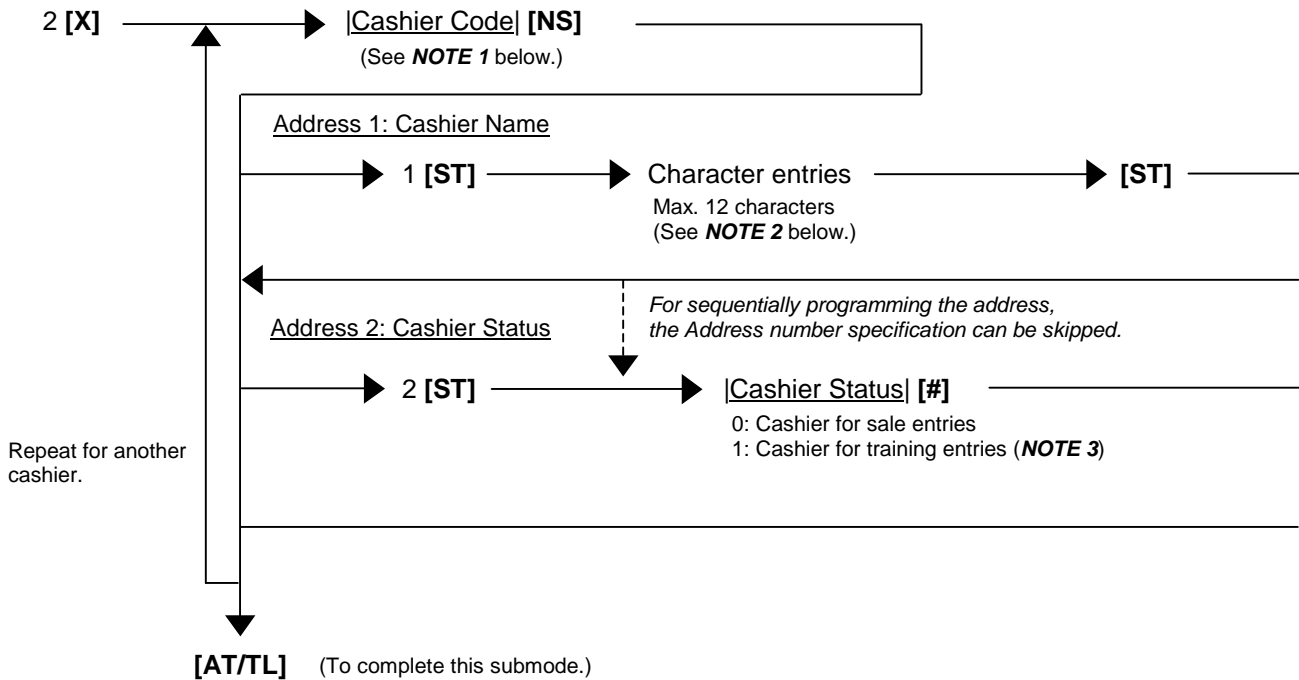 2 [X]
|Cashier Code| [NS]
(See NOTE 1 below.)
Address 1: Cashier Name
1 [ST]
Character entries
[ST]
Max. 12 characters
(See NOTE 2 below.)
For sequentially programming the address,
the Address number specification can be skipped.
Address 2: Cashier Status
2 [ST]
|Cashier Status| [#]
0: Cashier for sale entries
1: Cashier for training entries (NOTE 3)
Repeat for another
cashier.
[AT/TL] (To complete this submode.)